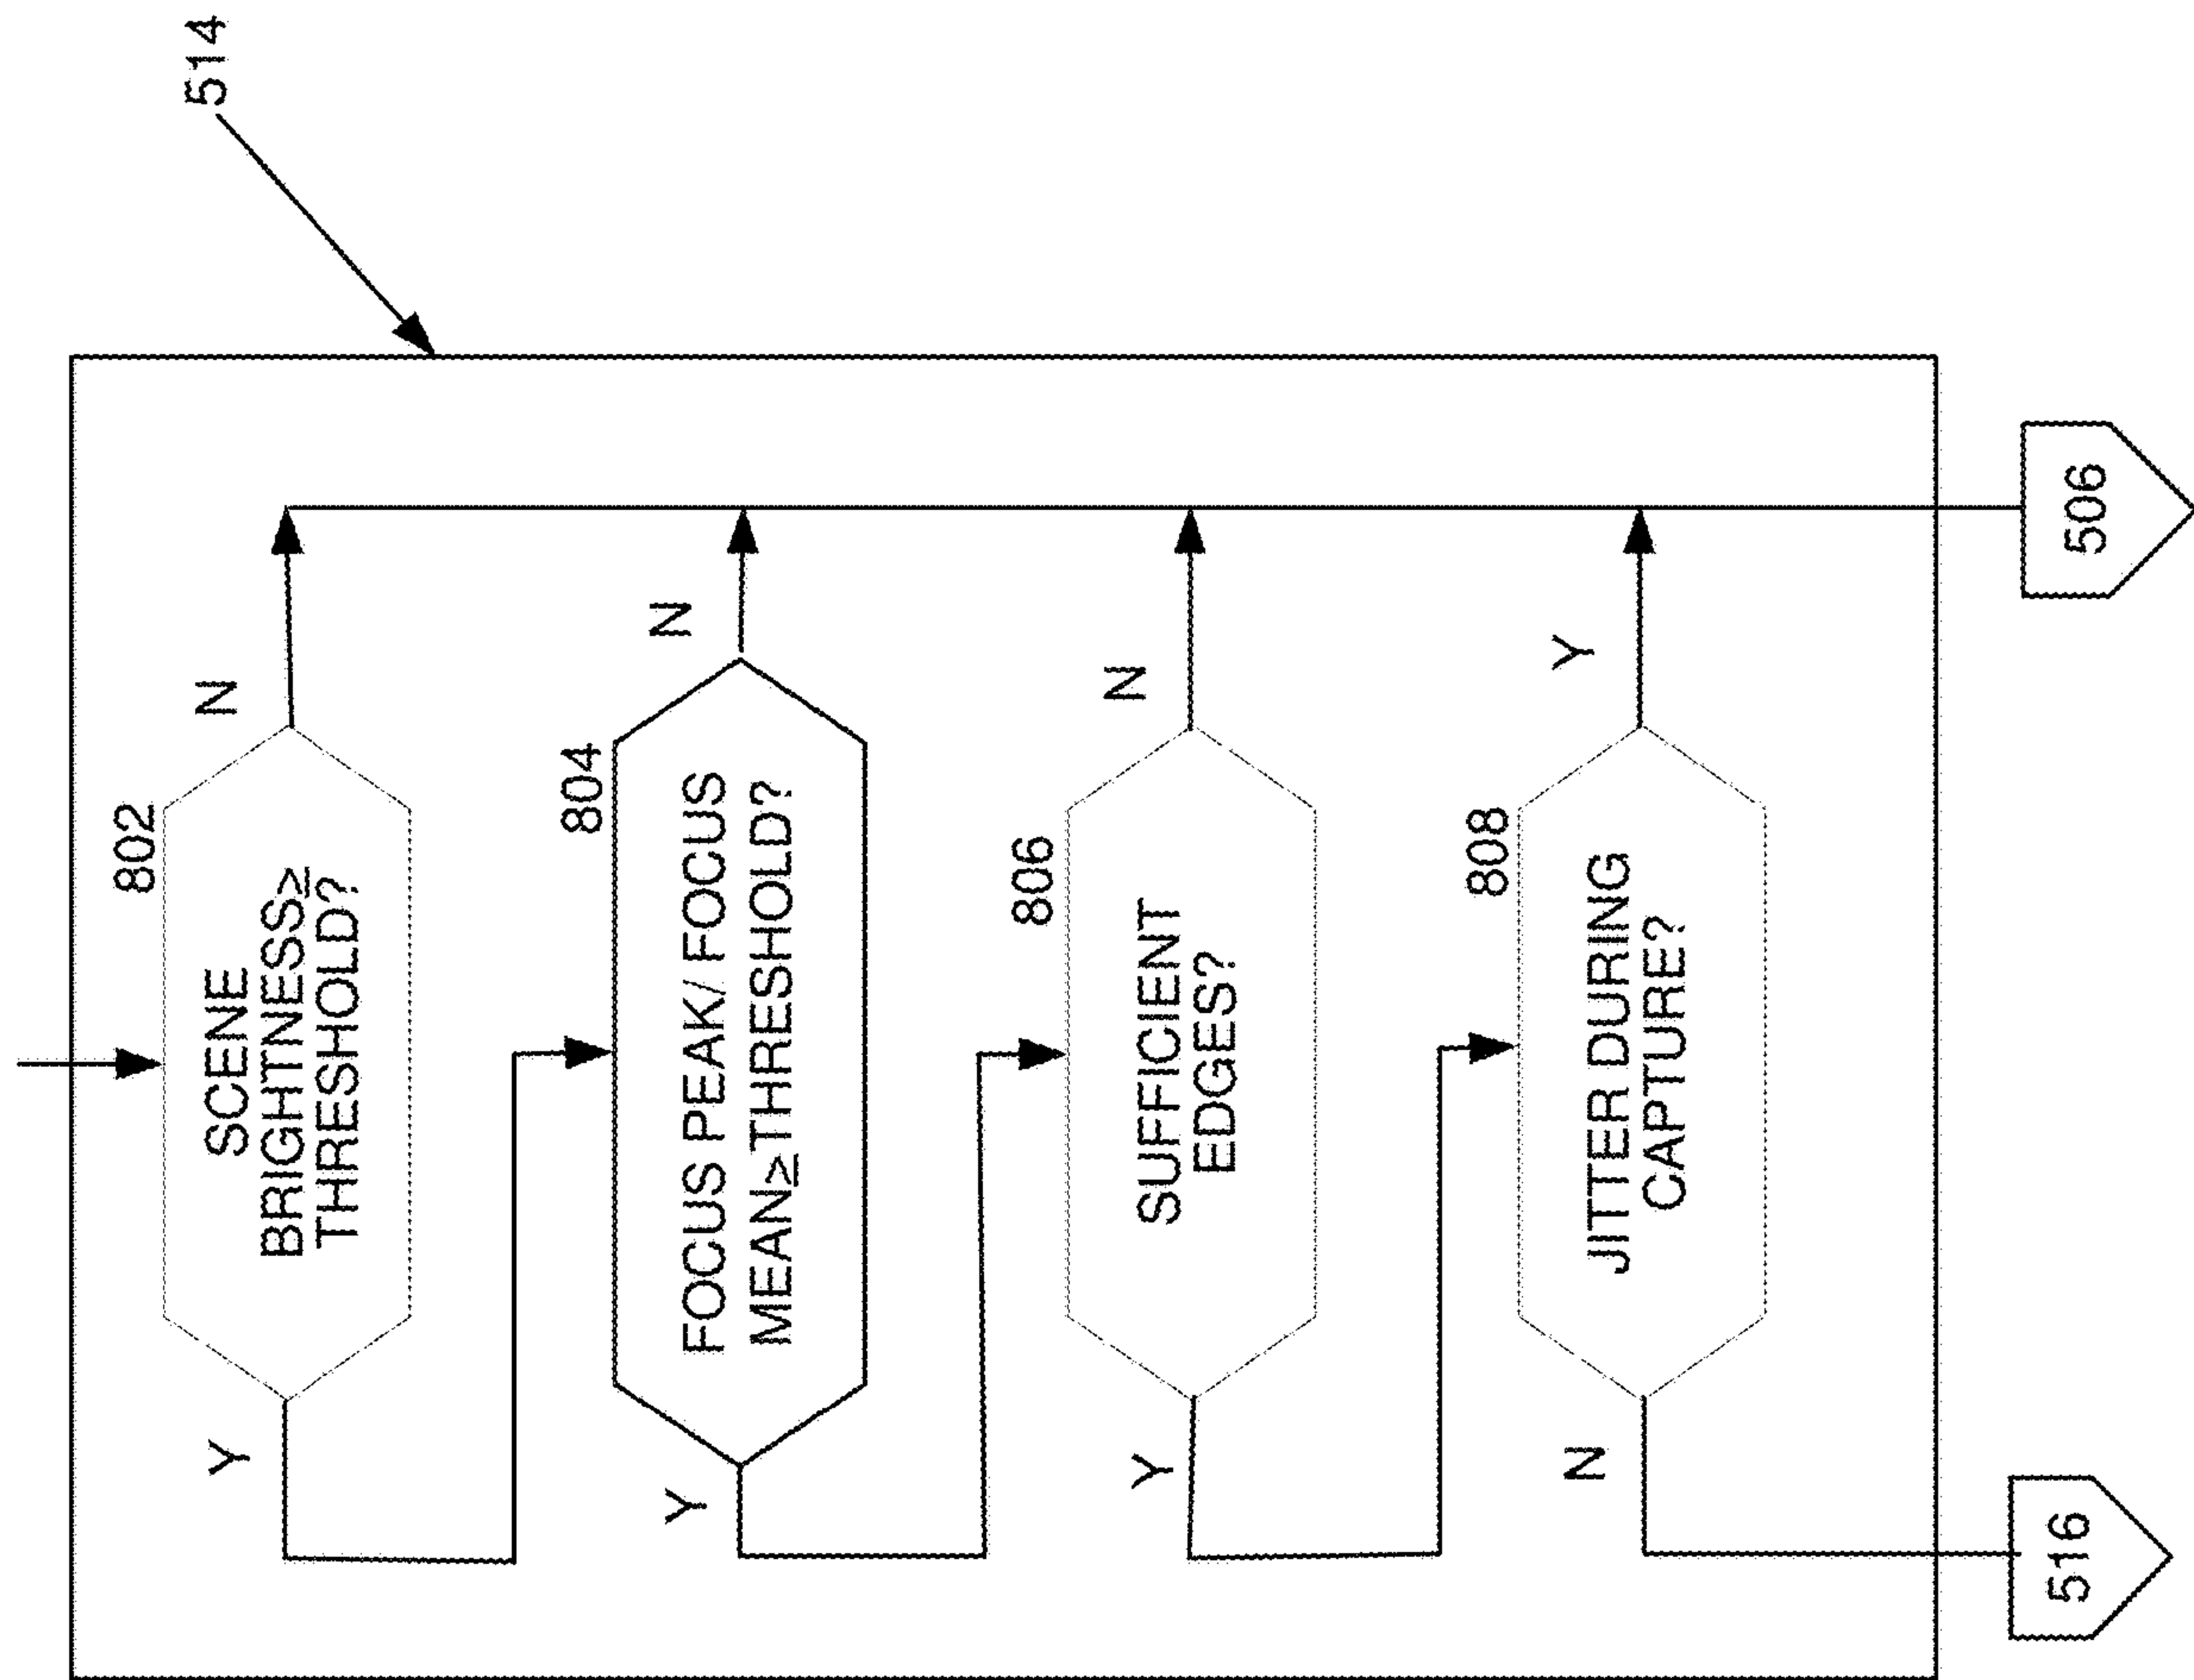 514
802
N
SCENE
BRIGHTNESS≥
THRESHOLD?
Y
804
N
FOCUS PEAK/ FOCUS
MEAN≥THRESHOLD?
Y
806
N
SUFFICIENT
EDGES?
Y
808
Y
JITTER DURING
CAPTURE?
N
516
506